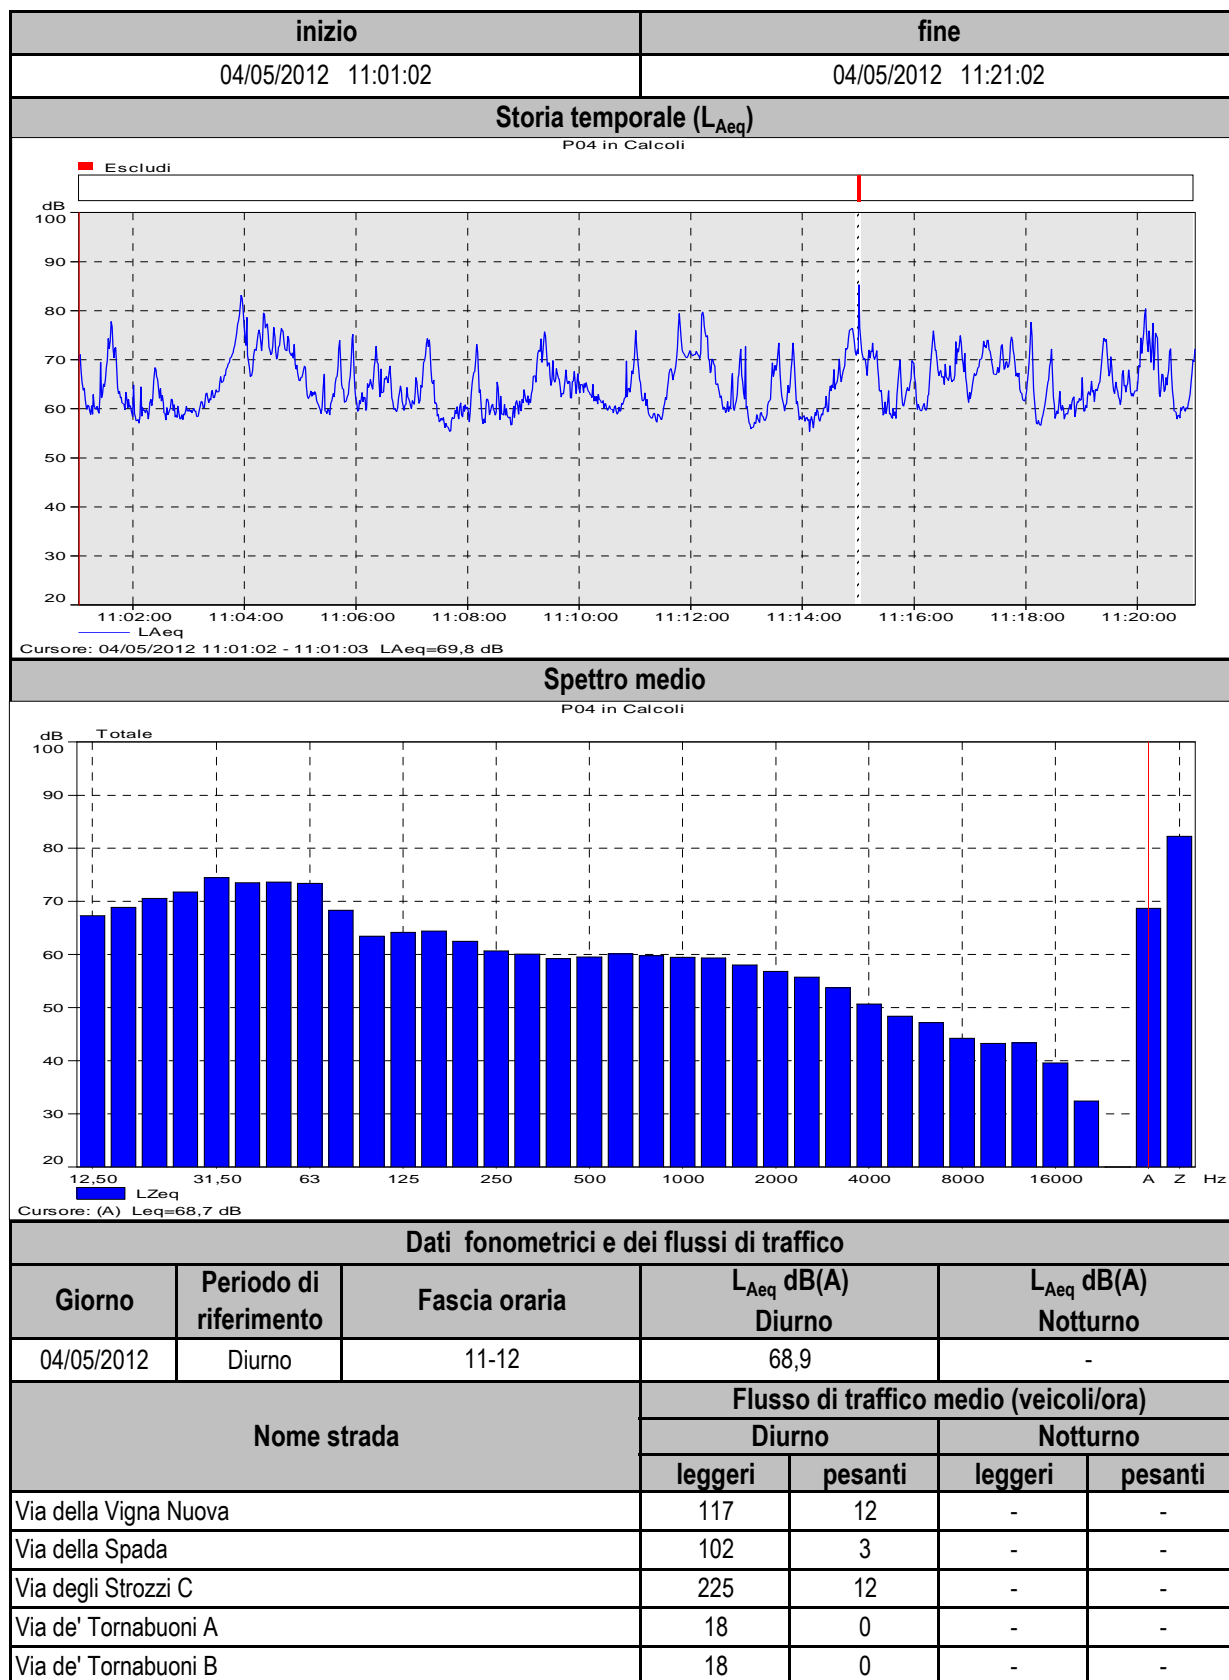 inizio fine
04/05/2012 11:01:02 04/05/2012 11:21:02
Storia temporale (LAeq)
P04 in Calcoli
Escludi
dB
100
90
80
70
60
50
40
30
20
11:02:00 11:04:00 11:06:00 11:08:00 11:10:00 11:12:00 11:14:00 11:16:00 11:18:00 11:20:00
LAeq
Cursore: 04/05/2012 11:01:02 - 11:01:03 LAeq=69,8 dB
Spettro medio
P04 in Calcoli
dB Totale
100
90
80
70
60
50
40
30
20
12,50 31,50 63 125 250 500 1000 2000 4000 8000 16000 A Z Hz
LZeq
Cursore: (A) Leq=68,7 dB
Dati fonometrici e dei flussi di traffico
Giorno Periodo di riferimento Fascia oraria LAeq dB(A) Diurno LAeq dB(A) Notturno
04/05/2012 Diurno 11-12 68,9 -
Nome strada Flusso di traffico medio (veicoli/ora)
Diurno Notturno
leggeri pesanti leggeri pesanti
Via della Vigna Nuova 117 12 - -
Via della Spada 102 3 - -
Via degli Strozzi C 225 12 - -
Via de' Tornabuoni A 18 0 - -
Via de' Tornabuoni B 18 0 - -